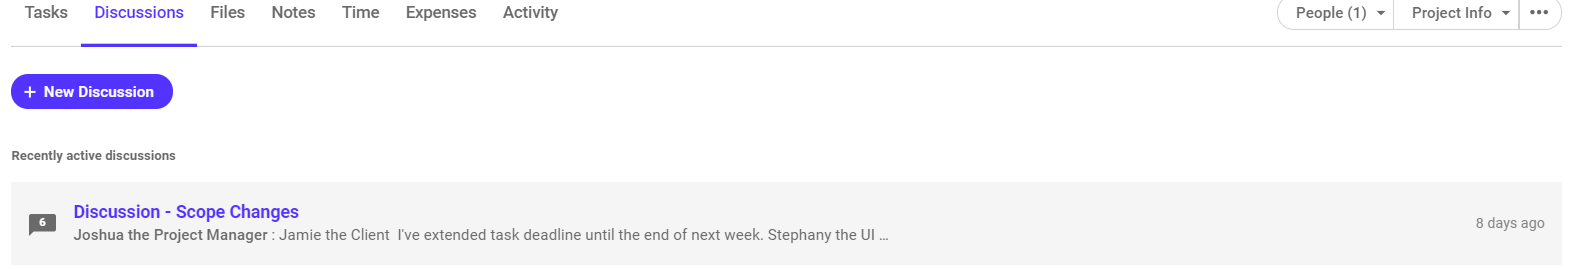 Tasks Discussions Files Notes Time Expenses Activity People (1) Project Info
+ New Discussion
Recently active discussions
6 Discussion - Scope Changes
Joshua the Project Manager : Jamie the Client I've extended task deadline until the end of next week. Stephany the UI ...
8 days ago